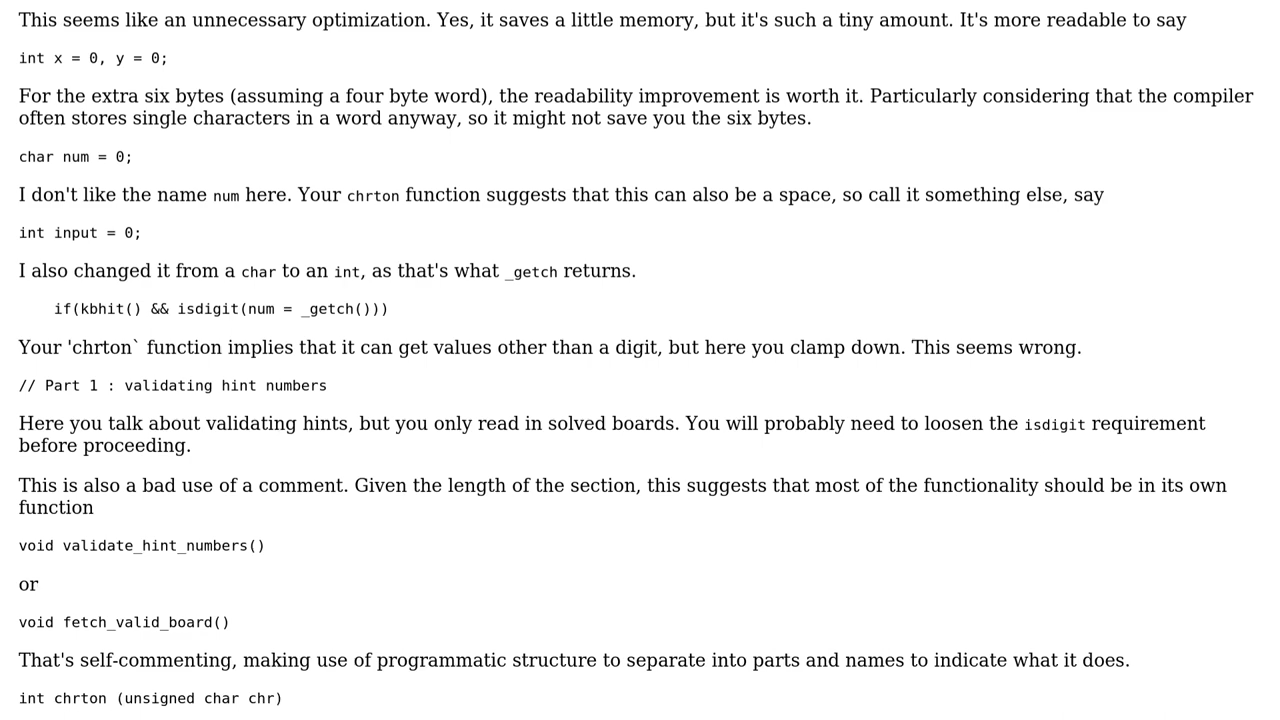 This seems like an unnecessary optimization. Yes, it saves a little memory, but it's such a tiny amount. It's more readable to say
int x = 0, y = 0;
For the extra six bytes (assuming a four byte word), the readability improvement is worth it. Particularly considering that the compiler
often stores single characters in a word anyway, so it might not save you the six bytes.
char num = 0;
I don't like the name num here. Your chrton function suggests that this can also be a space, so call it something else, say
int input = 0;
I also changed it from a char to an int, as that's what _getch returns.
    if(kbhit() && isdigit(num = _getch()))
Your 'chrton` function implies that it can get values other than a digit, but here you clamp down. This seems wrong.
// Part 1 : validating hint numbers
Here you talk about validating hints, but you only read in solved boards. You will probably need to loosen the isdigit requirement
before proceeding.
This is also a bad use of a comment. Given the length of the section, this suggests that most of the functionality should be in its own
function
void validate_hint_numbers()
or
void fetch_valid_board()
That's self-commenting, making use of programmatic structure to separate into parts and names to indicate what it does.
int chrton (unsigned char chr)